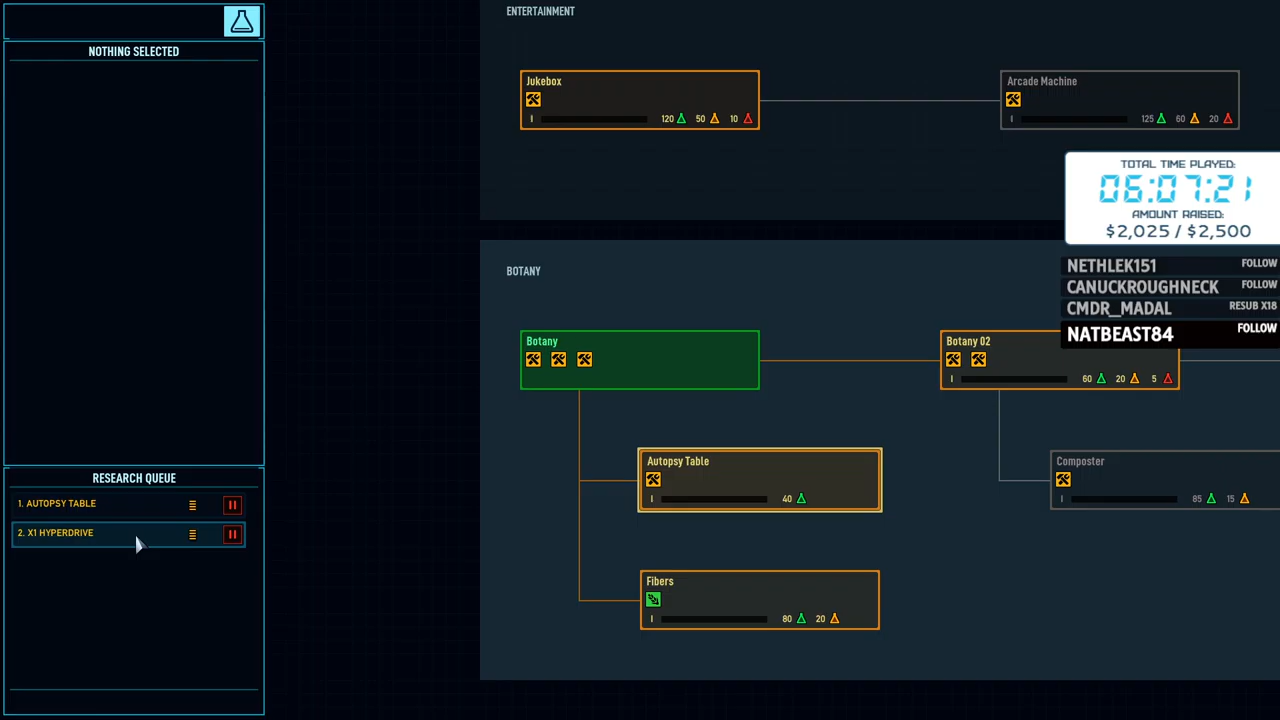 NOTHING SELECTED
RESEARCH QUEUE
1. AUTOPSY TABLE
2. X1 HYPERDRIVE
ENTERTAINMENT
Jukebox
I 120 50 10
Arcade Machine
I 125 60 20
TOTAL TIME PLAYED:
06:07:21
AMOUNT RAISED:
$2,025 / $2,500
NETHLEK151 FOLLOW
CANUCKROUGHNECK FOLLOW
CMDR_MADAL RESUB X18
NATBEAST84 FOLLOW
BOTANY
Botany
Botany 02
I 60 20 5
Autopsy Table
I 40
Composter
I 85 15
Fibers
I 80 20